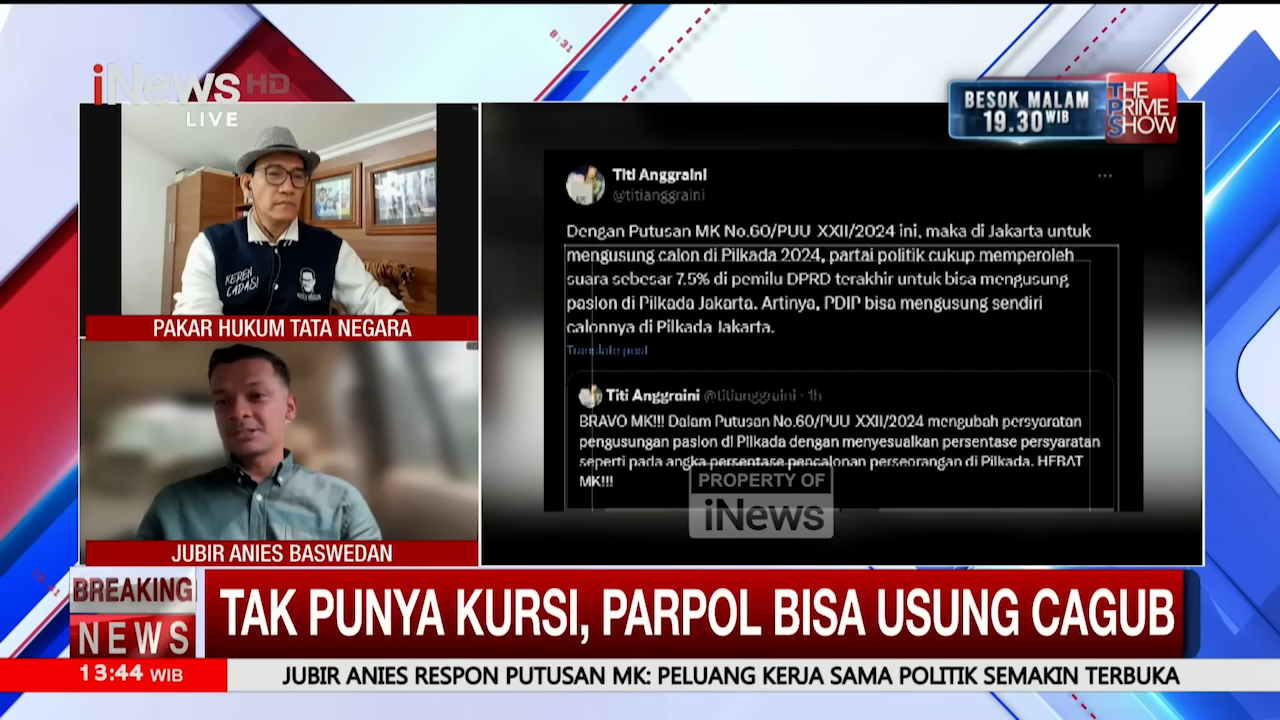 8:31
iNews HD
LIVE
BESOK MALAM
19.30 WIB
THE
PRIME
SHOW
TPS
KEREN
CADAS!
PAKAR HUKUM TATA NEGARA
JUBIR ANIES BASWEDAN
Titi Anggraini
@titianggraini
Dengan Putusan MK No.60/PUU XXII/2024 ini, maka di Jakarta untuk
mengusung calon di Pilkada 2024, partai politik cukup memperoleh
suara sebesar 7.5% di pemilu DPRD terakhir untuk bisa mengusung
paslon di Pilkada Jakarta. Artinya, PDIP bisa mengusung sendiri
calonnya di Pilkada Jakarta.
Translate post
Titi Anggraini @titianggraini · 1h
BRAVO MK!!! Dalam Putusan No.60/PUU XXII/2024 mengubah persyaratan
pengusungan paslon di Pilkada dengan menyesuaikan persentase persyaratan
seperti pada angka persentase pencalonan perseorangan di Pilkada. HEBAT
MK!!!
PROPERTY OF
iNews
BREAKING
NEWS
TAK PUNYA KURSI, PARPOL BISA USUNG CAGUB
13:44 WIB
JUBIR ANIES RESPON PUTUSAN MK: PELUANG KERJA SAMA POLITIK SEMAKIN TERBUKA